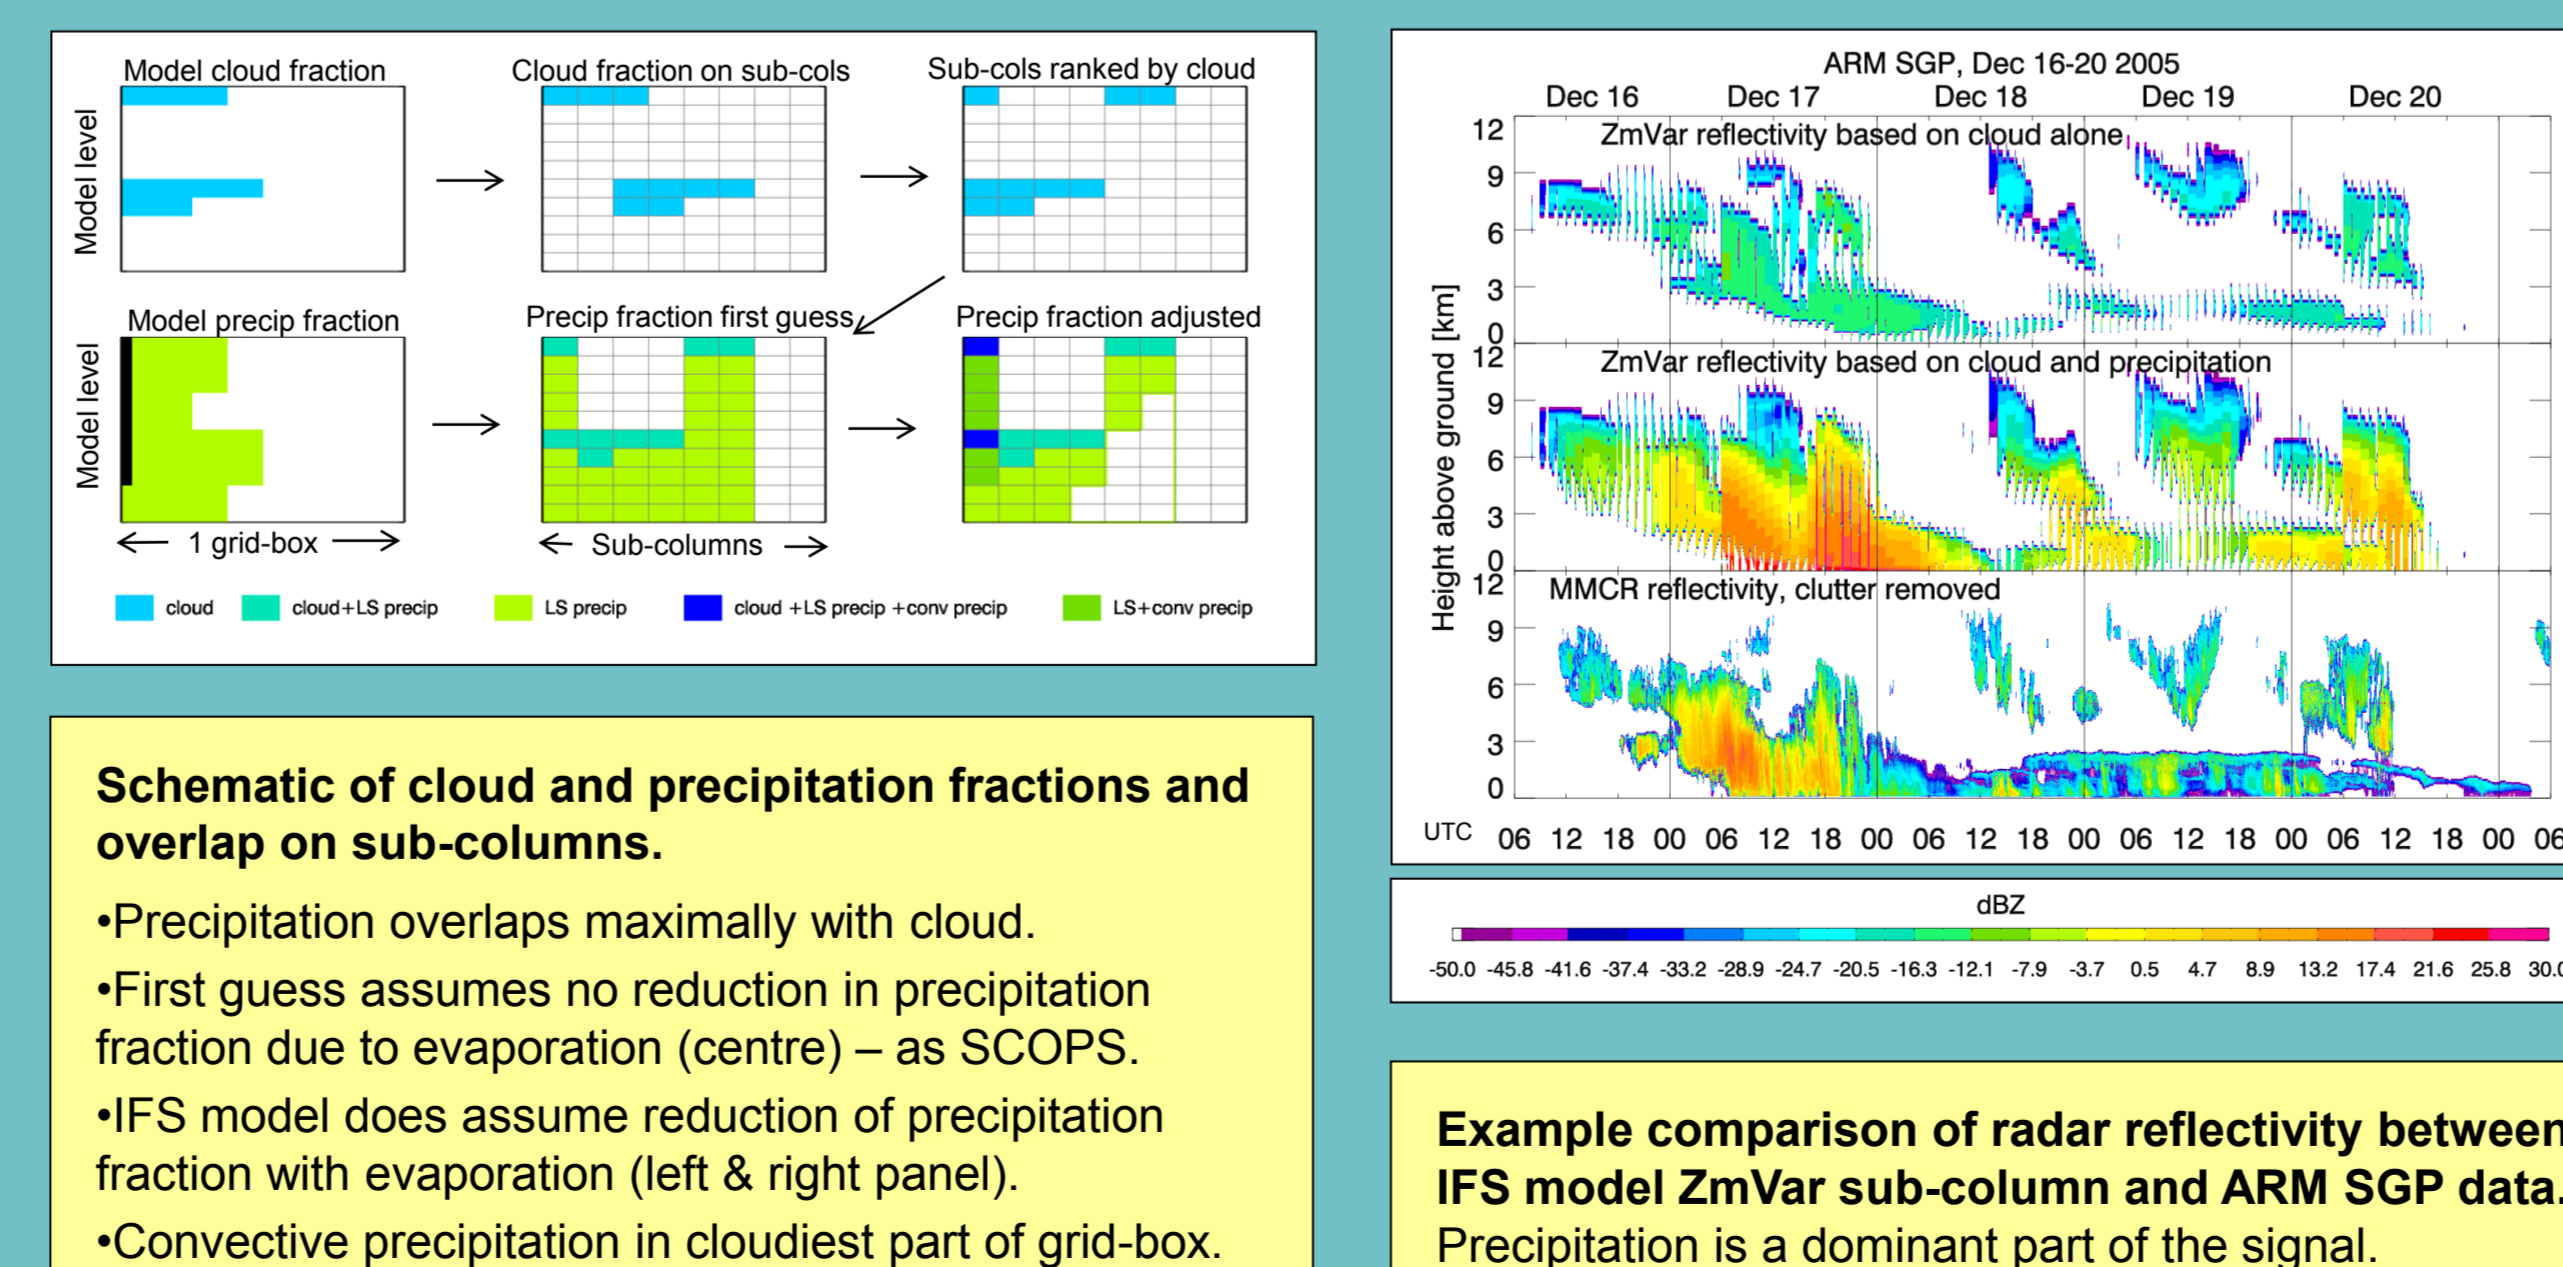 Model cloud fraction
Cloud fraction on sub-cols
Sub-cols ranked by cloud
Model level
Model precip fraction
Precip fraction first guess
Precip fraction adjusted
Model level
1 grid-box
Sub-columns
cloud
cloud+LS precip
LS precip
cloud +LS precip +conv precip
LS+conv precip
Schematic of cloud and precipitation fractions and
overlap on sub-columns.
•Precipitation overlaps maximally with cloud.
•First guess assumes no reduction in precipitation
fraction due to evaporation (centre) – as SCOPS.
•IFS model does assume reduction of precipitation
fraction with evaporation (left & right panel).
•Convective precipitation in cloudiest part of grid-box.
ARM SGP, Dec 16-20 2005
Dec 16 Dec 17 Dec 18 Dec 19 Dec 20
ZmVar reflectivity based on cloud alone
12
9
6
3
0
ZmVar reflectivity based on cloud and precipitation
12
9
6
3
0
MMCR reflectivity, clutter removed
12
9
6
3
0
Height above ground [km]
UTC 06 12 18 00 06 12 18 00 06 12 18 00 06 12 18 00 06 12 18 00 06
dBZ
-50.0 -45.8 -41.6 -37.4 -33.2 -28.9 -24.7 -20.5 -16.3 -12.1 -7.9 -3.7 0.5 4.7 8.9 13.2 17.4 21.6 25.8 30.0
Example comparison of radar reflectivity between
IFS model ZmVar sub-column and ARM SGP data.
Precipitation is a dominant part of the signal.